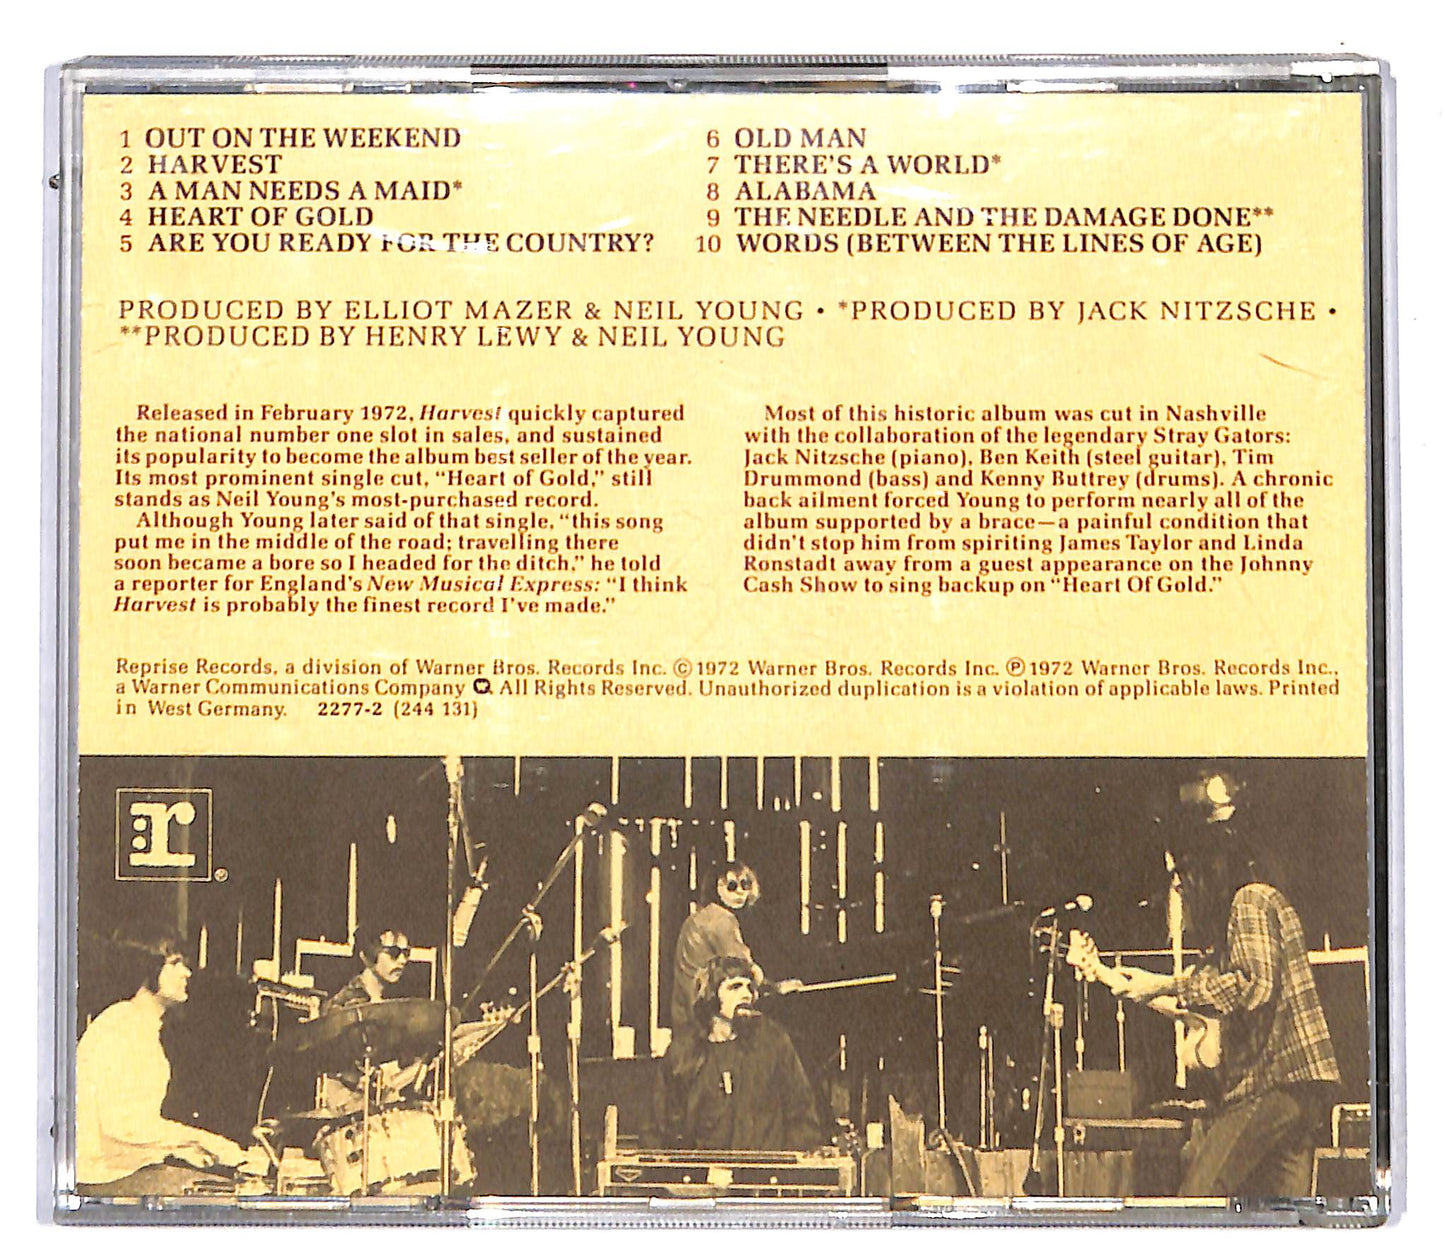 1 OUT ON THE WEEKEND
2 HARVEST
3 A MAN NEEDS A MAID*
4 HEART OF GOLD
5 ARE YOU READY FOR THE COUNTRY?
6 OLD MAN
7 THERE'S A WORLD*
8 ALABAMA
9 THE NEEDLE AND THE DAMAGE DONE**
10 WORDS (BETWEEN THE LINES OF AGE)
PRODUCED BY ELLIOT MAZER & NEIL YOUNG • *PRODUCED BY JACK NITZSCHE •
**PRODUCED BY HENRY LEWY & NEIL YOUNG
Released in February 1972, Harvest quickly captured
the national number one slot in sales, and sustained
its popularity to become the album best seller of the year.
Its most prominent single cut, "Heart of Gold," still
stands as Neil Young's most-purchased record.
Although Young later said of that single, "this song
put me in the middle of the road; travelling there
soon became a bore so I headed for the ditch," he told
a reporter for England's New Musical Express: "I think
Harvest is probably the finest record I've made."
Most of this historic album was cut in Nashville
with the collaboration of the legendary Stray Gators:
Jack Nitzsche (piano), Ben Keith (steel guitar), Tim
Drummond (bass) and Kenny Buttrey (drums). A chronic
back ailment forced Young to perform nearly all of the
album supported by a brace—a painful condition that
didn't stop him from spiriting James Taylor and Linda
Ronstadt away from a guest appearance on the Johnny
Cash Show to sing backup on "Heart Of Gold."
Reprise Records, a division of Warner Bros. Records Inc. ©1972 Warner Bros. Records Inc. ℗1972 Warner Bros. Records Inc.,
a Warner Communications Company. All Rights Reserved. Unauthorized duplication is a violation of applicable laws. Printed
in West Germany. 2277-2 (244 131)
:r®